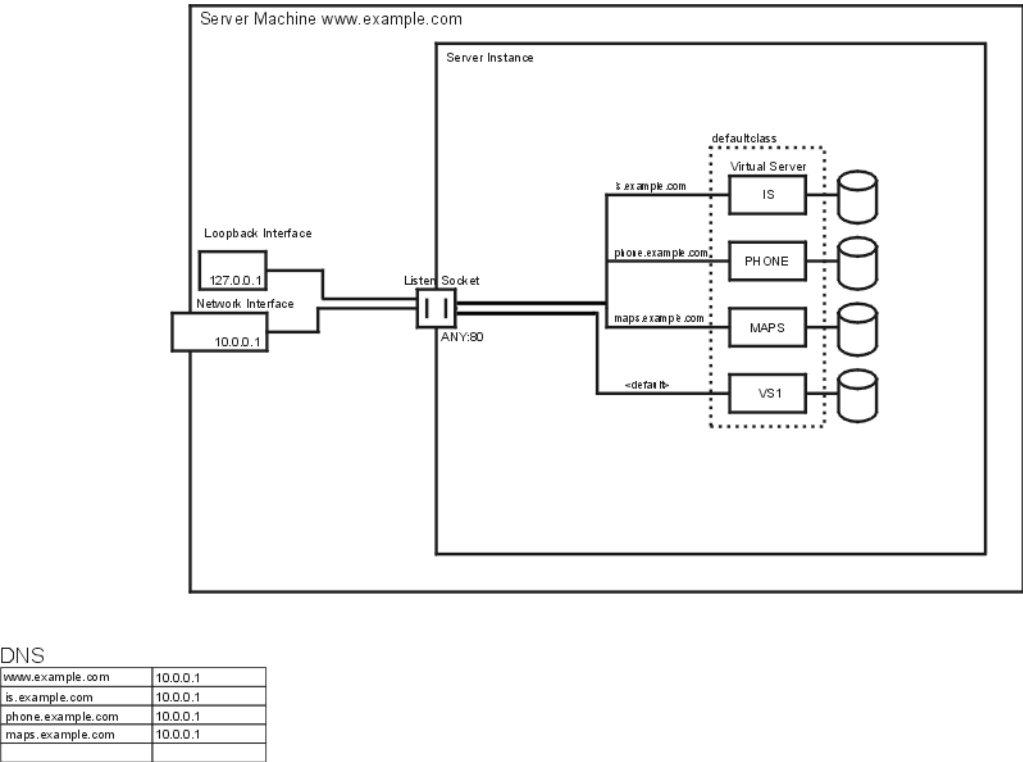 Server Machine www.example.com
Server Instance
defaultclass
Virtual Server
is.example.com
IS
Loopback Interface
127.0.0.1
phone.example.com
PHONE
Listen Socket
Network Interface
10.0.0.1
ANY:80
maps.example.com
MAPS
<default>
VS1
DNS
www.example.com 10.0.0.1
is.example.com 10.0.0.1
phone.example.com 10.0.0.1
maps.example.com 10.0.0.1